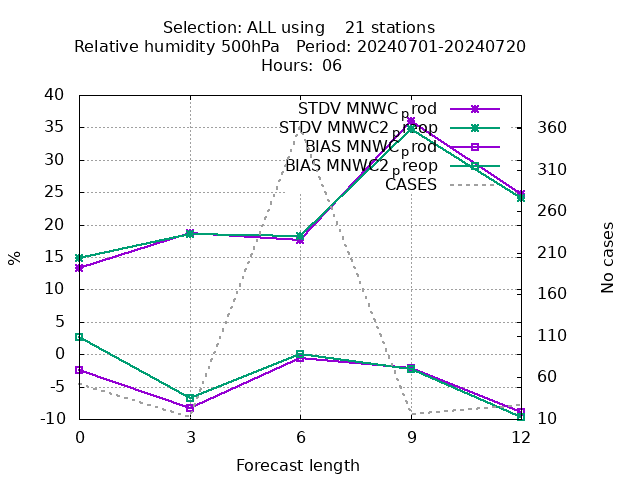 Selection: ALL using    21 stations
Relative humidity 500hPa   Period: 20240701-20240720
Hours:  06
40
35
30
25
20
15
10
5
0
-5
-10
%
STDV MNWC_prod
STDV MNWC2_preop
BIAS MNWC_prod
BIAS MNWC2_preop
CASES
360
310
260
210
160
110
60
10
No cases
0 3 6 9 12
Forecast length